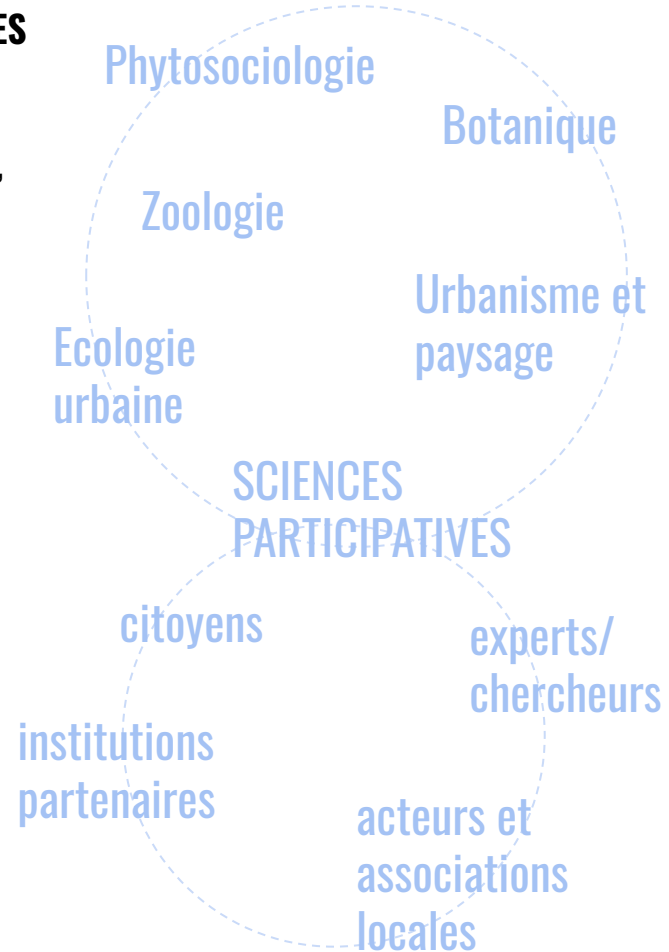 ES
Phytosociologie
Botanique
,
Zoologie
Urbanisme et
paysage
Ecologie
urbaine
SCIENCES
PARTICIPATIVES
citoyens
experts/
chercheurs
institutions
partenaires
acteurs et
associations
locales